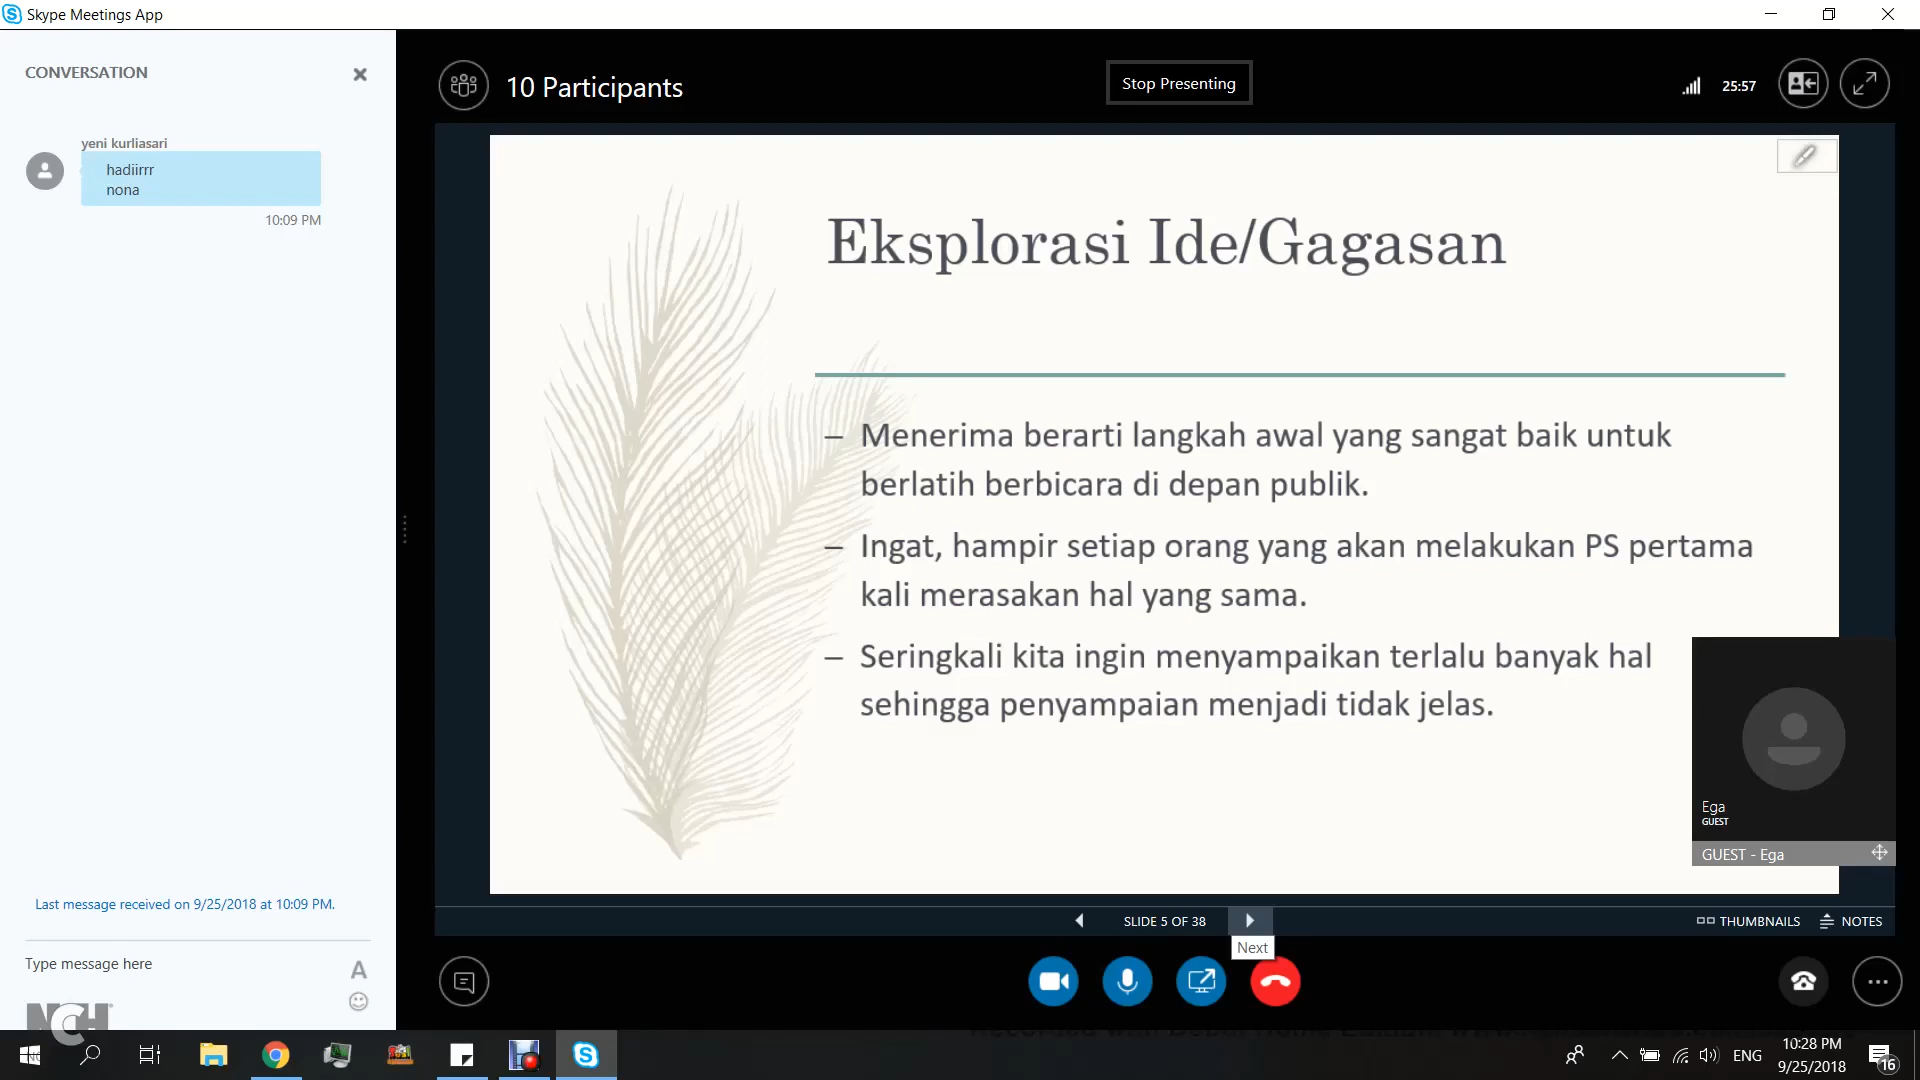 Skype Meetings App
CONVERSATION
yeni kurliasari
hadiirrr
nona
10:09 PM
Last message received on 9/25/2018 at 10:09 PM.
Type message here
A
NCH
10 Participants
Stop Presenting
25:57
Eksplorasi Ide/Gagasan
– Menerima berarti langkah awal yang sangat baik untuk
berlatih berbicara di depan publik.
– Ingat, hampir setiap orang yang akan melakukan PS pertama
kali merasakan hal yang sama.
– Seringkali kita ingin menyampaikan terlalu banyak hal
sehingga penyampaian menjadi tidak jelas.
Ega
GUEST
GUEST - Ega
SLIDE 5 OF 38
Next
THUMBNAILS
NOTES
ENG
10:28 PM
9/25/2018
16